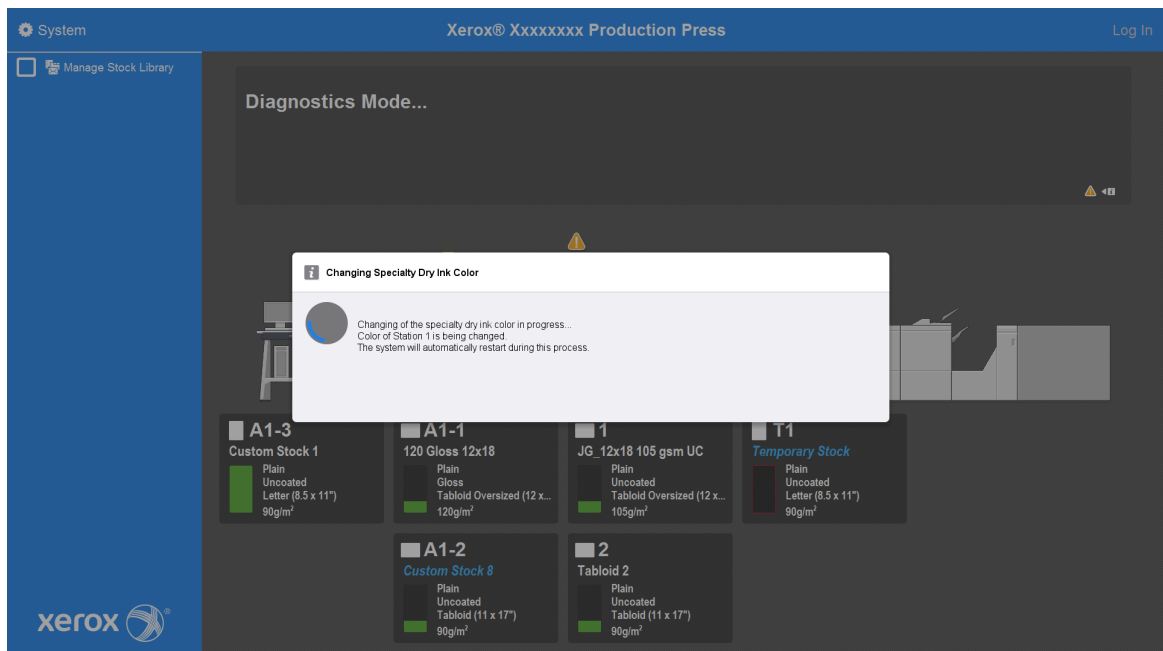 System
Xerox® Xxxxxxxx Production Press
Log In
Manage Stock Library
Diagnostics Mode...
Changing Specialty Dry Ink Color
Changing of the specialty dry ink color in progress...
Color of Station 1 is being changed.
The system will automatically restart during this process.
A1-3
Custom Stock 1
Plain
Uncoated
Letter (8.5 x 11")
90g/m²
A1-1
120 Gloss 12x18
Plain
Gloss
Tabloid Oversized (12 x...
120g/m²
1
JG_12x18 105 gsm UC
Plain
Uncoated
Tabloid Oversized (12 x...
105g/m²
T1
Temporary Stock
Plain
Uncoated
Letter (8.5 x 11")
90g/m²
A1-2
Custom Stock 8
Plain
Uncoated
Tabloid (11 x 17")
90g/m²
2
Tabloid 2
Plain
Uncoated
Tabloid (11 x 17")
90g/m²
xerox®